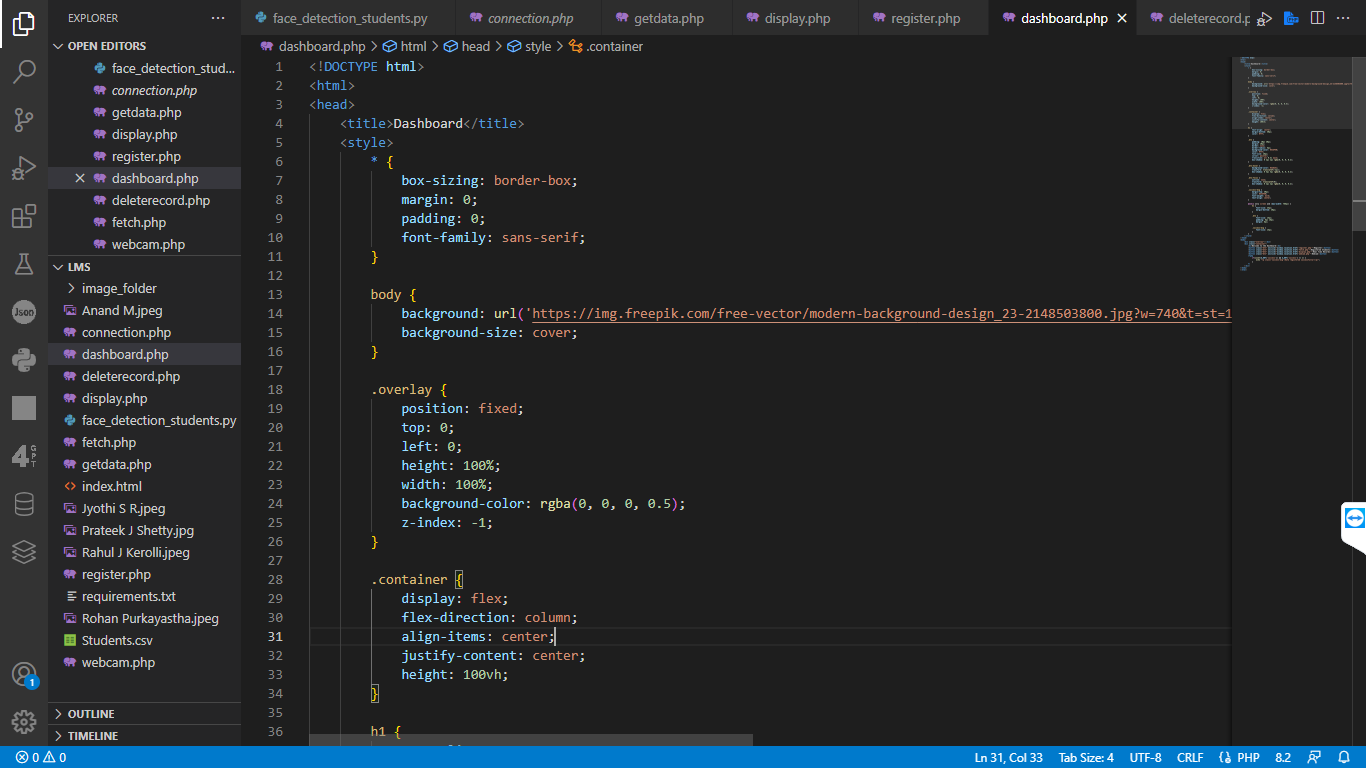 EXPLORER
OPEN EDITORS
face_detection_stud...
connection.php
getdata.php
display.php
register.php
dashboard.php
deleterecord.php
fetch.php
webcam.php
LMS
image_folder
Anand M.jpeg
connection.php
dashboard.php
deleterecord.php
display.php
face_detection_students.py
fetch.php
getdata.php
index.html
Jyothi S R.jpeg
Prateek J Shetty.jpg
Rahul J Kerolli.jpeg
register.php
requirements.txt
Rohan Purkayastha.jpeg
Students.csv
webcam.php
OUTLINE
TIMELINE
Json
4GPT
1
face_detection_students.py connection.php getdata.php display.php register.php dashboard.php deleterecord.p
dashboard.php > html > head > style > .container
1 <!DOCTYPE html>
2 <html>
3 <head>
4 <title>Dashboard</title>
5 <style>
6 * {
7 box-sizing: border-box;
8 margin: 0;
9 padding: 0;
10 font-family: sans-serif;
11 }
12
13 body {
14 background: url('https://img.freepik.com/free-vector/modern-background-design_23-2148503800.jpg?w=740&t=st=1
15 background-size: cover;
16 }
17
18 .overlay {
19 position: fixed;
20 top: 0;
21 left: 0;
22 height: 100%;
23 width: 100%;
24 background-color: rgba(0, 0, 0, 0.5);
25 z-index: -1;
26 }
27
28 .container {
29 display: flex;
30 flex-direction: column;
31 align-items: center;
32 justify-content: center;
33 height: 100vh;
34 }
35
36 h1 {
0 0 Ln 31, Col 33 Tab Size: 4 UTF-8 CRLF PHP 8.2